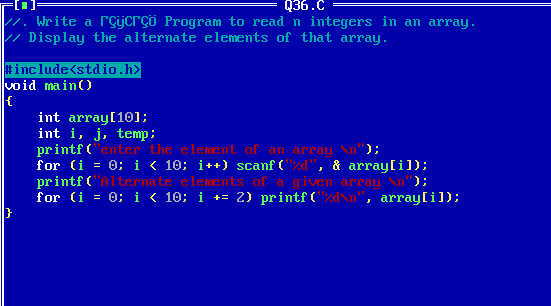 [■] Q36.C
//. Write a ΓÇÿCΓÇÖ Program to read n integers in an array.
// Display the alternate elements of that array.
#include<stdio.h>
void main()
{
int array[10];
int i, j, temp;
printf("enter the element of an array \n");
for (i = 0; i < 10; i++) scanf("%d", & array[i]);
printf("Alternate elements of a given array \n");
for (i = 0; i < 10; i += 2) printf("%d\n", array[i]);
}